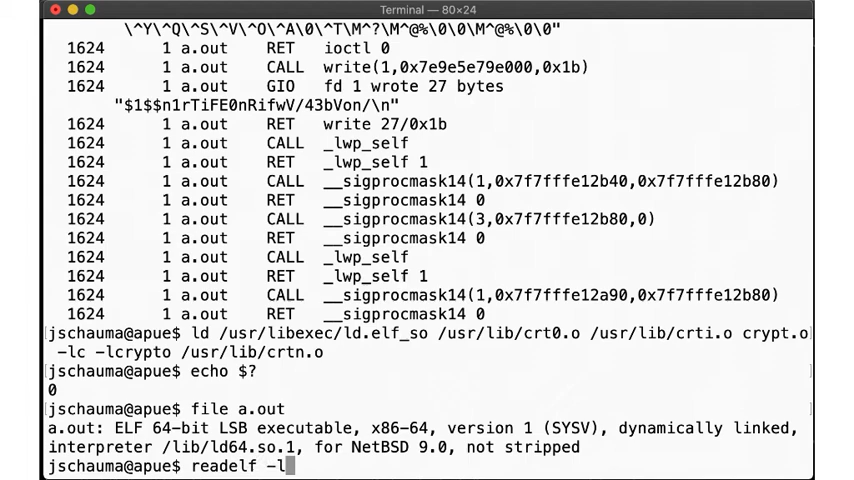 Terminal — 80×24
\^Y\^Q\^S\^V\^O\^A\0\^T\M^?\M^@%\0\0\M^@%\0\0"
1624 1 a.out RET ioctl 0
1624 1 a.out CALL write(1,0x7e9e5e79e000,0x1b)
1624 1 a.out GIO fd 1 wrote 27 bytes
"$1$$n1rTiFE0nRifwV/43bVon/\n"
1624 1 a.out RET write 27/0x1b
1624 1 a.out CALL _lwp_self
1624 1 a.out RET _lwp_self 1
1624 1 a.out CALL __sigprocmask14(1,0x7f7fffe12b40,0x7f7fffe12b80)
1624 1 a.out RET __sigprocmask14 0
1624 1 a.out CALL __sigprocmask14(3,0x7f7fffe12b80,0)
1624 1 a.out RET __sigprocmask14 0
1624 1 a.out CALL _lwp_self
1624 1 a.out RET _lwp_self 1
1624 1 a.out CALL __sigprocmask14(1,0x7f7fffe12a90,0x7f7fffe12b80)
1624 1 a.out RET __sigprocmask14 0
jschauma@apue$ ld /usr/libexec/ld.elf_so /usr/lib/crt0.o /usr/lib/crti.o crypt.o
-lc -lcrypto /usr/lib/crtn.o
jschauma@apue$ echo $?
0
jschauma@apue$ file a.out
a.out: ELF 64-bit LSB executable, x86-64, version 1 (SYSV), dynamically linked,
interpreter /lib/ld64.so.1, for NetBSD 9.0, not stripped
jschauma@apue$ readelf -l